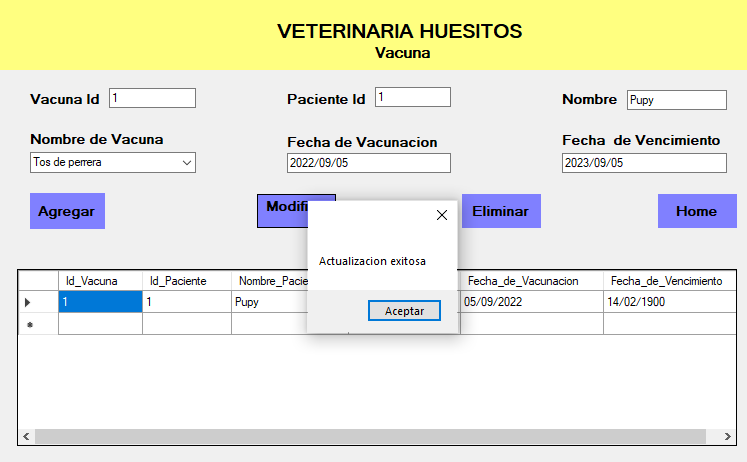 VETERINARIA HUESITOS
Vacuna
Vacuna Id 1 Paciente Id 1 Nombre Pupy
Nombre de Vacuna Fecha de Vacunacion Fecha de Vencimiento
Tos de perrera 2022/09/05 2023/09/05
Agregar Modifi Eliminar Home
Actualizacion exitosa
Aceptar
Id_Vacuna Id_Paciente Nombre_Pacie Fecha_de_Vacunacion Fecha_de_Vencimiento
1 1 Pupy 05/09/2022 14/02/1900